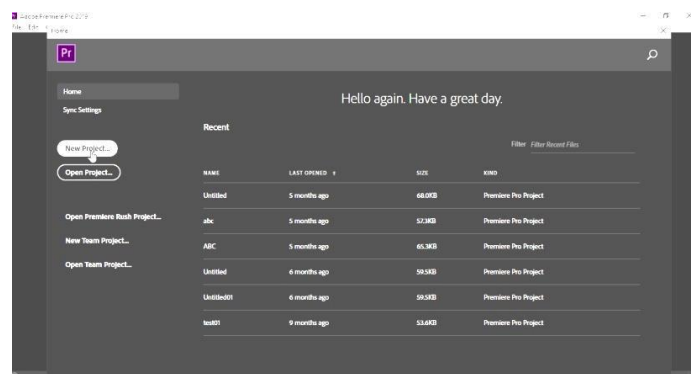 Adobe Premiere Pro 2019
File Edit
Home
Pr
Home
Sync Settings
Hello again. Have a great day.
Recent
New Project...
Filter Filter Recent Files
Open Project...
NAME LAST OPENED ↑ SIZE KIND
Untitled 5 months ago 68.0KB Premiere Pro Project
Open Premiere Rush Project...
abc 5 months ago 57.3KB Premiere Pro Project
New Team Project...
ABC 5 months ago 65.3KB Premiere Pro Project
Open Team Project...
Untitled 6 months ago 59.5KB Premiere Pro Project
Untitled01 6 months ago 59.5KB Premiere Pro Project
test01 9 months ago 53.6KB Premiere Pro Project